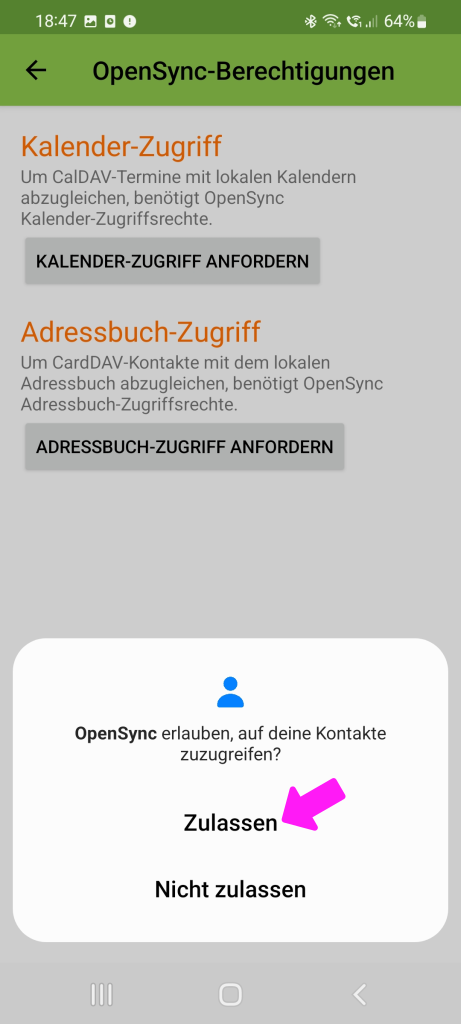 18:47
64%
OpenSync-Berechtigungen
Kalender-Zugriff
Um CalDAV-Termine mit lokalen Kalendern
abzugleichen, benötigt OpenSync
Kalender-Zugriffsrechte.
KALENDER-ZUGRIFF ANFORDERN
Adressbuch-Zugriff
Um CardDAV-Kontakte mit dem lokalen
Adressbuch abzugleichen, benötigt OpenSync
Adressbuch-Zugriffsrechte.
ADRESSBUCH-ZUGRIFF ANFORDERN
OpenSync erlauben, auf deine Kontakte
zuzugreifen?
Zulassen
Nicht zulassen